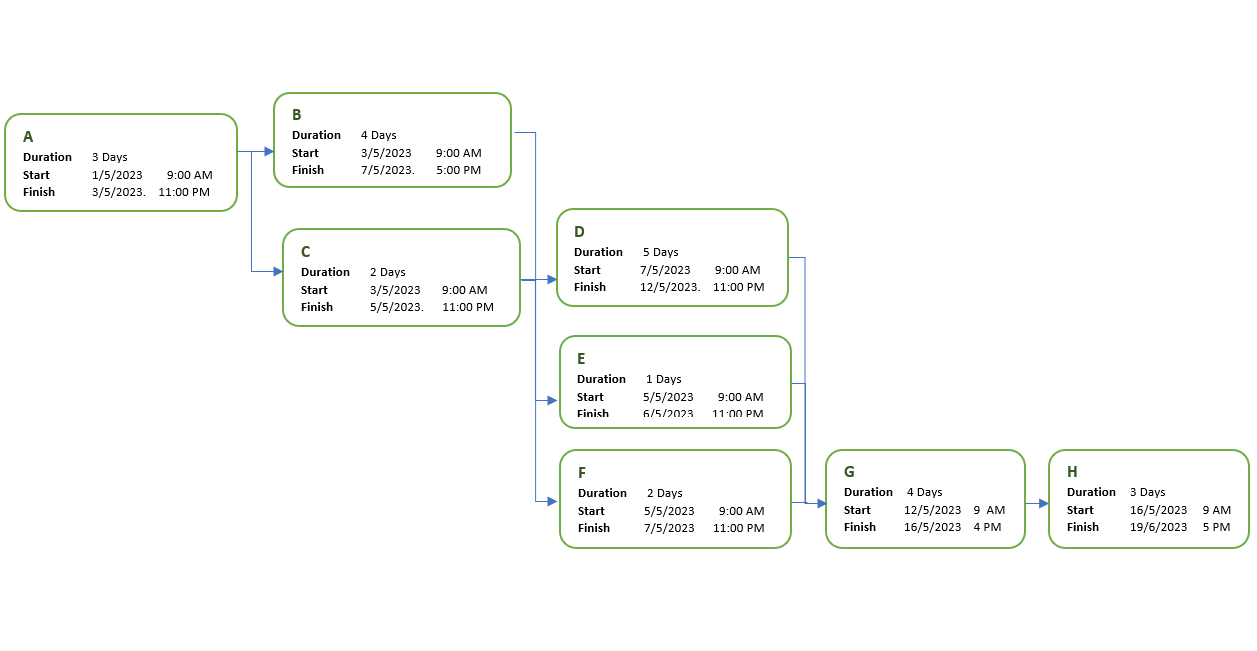 A
Duration 3 Days
Start 1/5/2023 9:00 AM
Finish 3/5/2023. 11:00 PM
B
Duration 4 Days
Start 3/5/2023 9:00 AM
Finish 7/5/2023. 5:00 PM
C
Duration 2 Days
Start 3/5/2023 9:00 AM
Finish 5/5/2023. 11:00 PM
D
Duration 5 Days
Start 7/5/2023 9:00 AM
Finish 12/5/2023. 11:00 PM
E
Duration 1 Days
Start 5/5/2023 9:00 AM
Finish 6/5/2023 11:00 PM
F
Duration 2 Days
Start 5/5/2023 9:00 AM
Finish 7/5/2023 11:00 PM
G
Duration 4 Days
Start 12/5/2023 9 AM
Finish 16/5/2023 4 PM
H
Duration 3 Days
Start 16/5/2023 9 AM
Finish 19/6/2023 5 PM